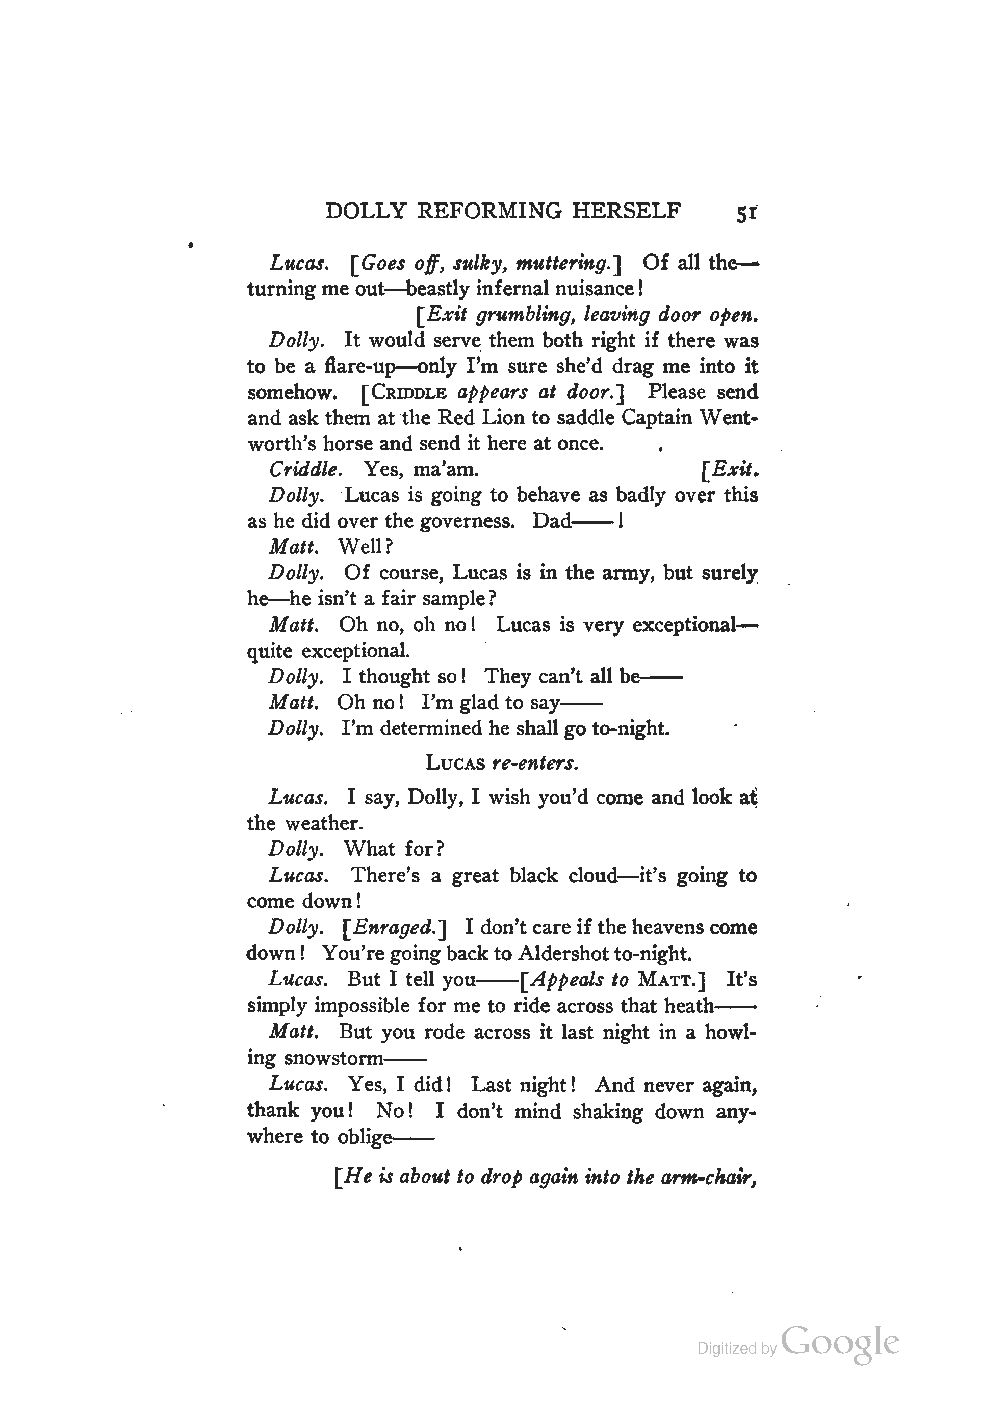 DOLLY REFORMING HERSELF 51
Lucas. [Goes off, sulky, muttering.] Of all the—
turning me out—beastly infernal nuisance!
[Exit grumbling, leaving door open.
Dolly. It would serve them both right if there was
to be a flare-up—only I'm sure she'd drag me into it
somehow. [CRIDDLE appears at door.] Please send
and ask them at the Red Lion to saddle Captain Went-
worth's horse and send it here at once.
Criddle. Yes, ma'am. [Exit.
Dolly. Lucas is going to behave as badly over this
as he did over the governess. Dad——!
Matt. Well?
Dolly. Of course, Lucas is in the army, but surely
he—he isn't a fair sample?
Matt. Oh no, oh no! Lucas is very exceptional—
quite exceptional.
Dolly. I thought so! They can't all be——
Matt. Oh no! I'm glad to say——
Dolly. I'm determined he shall go to-night.
LUCAS re-enters.
Lucas. I say, Dolly, I wish you'd come and look at
the weather.
Dolly. What for?
Lucas. There's a great black cloud—it's going to
come down!
Dolly. [Enraged.] I don't care if the heavens come
down! You're going back to Aldershot to-night.
Lucas. But I tell you——[Appeals to MATT.] It's
simply impossible for me to ride across that heath——
Matt. But you rode across it last night in a howl-
ing snowstorm——
Lucas. Yes, I did! Last night! And never again,
thank you! No! I don't mind shaking down any-
where to oblige——
[He is about to drop again into the arm-chair,
Digitized by Google